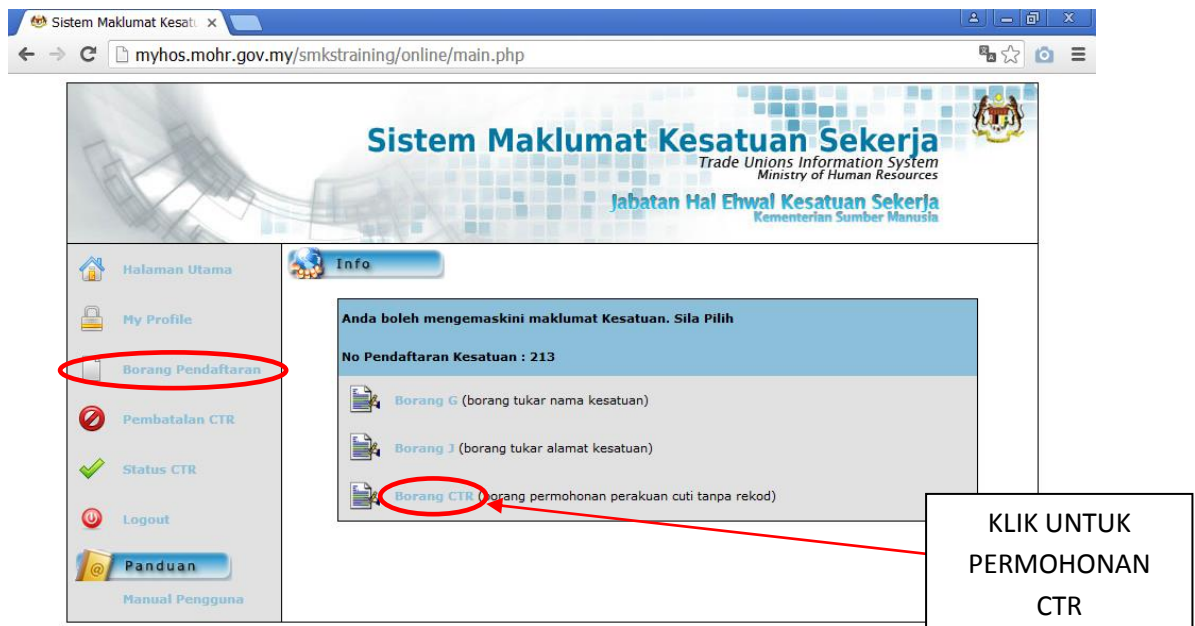 Sistem Maklumat Kesatu
myhos.mohr.gov.my/smkstraining/online/main.php
Sistem Maklumat Kesatuan Sekerja
Trade Unions Information System
Ministry of Human Resources
Jabatan Hal Ehwal Kesatuan Sekerja
Kementerian Sumber Manusia
Halaman Utama
My Profile
Borang Pendaftaran
Pembatalan CTR
Status CTR
Logout
Panduan
Manual Pengguna
Info
Anda boleh mengemaskini maklumat Kesatuan. Sila Pilih
No Pendaftaran Kesatuan : 213
Borang G (borang tukar nama kesatuan)
Borang J (borang tukar alamat kesatuan)
Borang CTR (borang permohonan perakuan cuti tanpa rekod)
KLIK UNTUK
PERMOHONAN
CTR